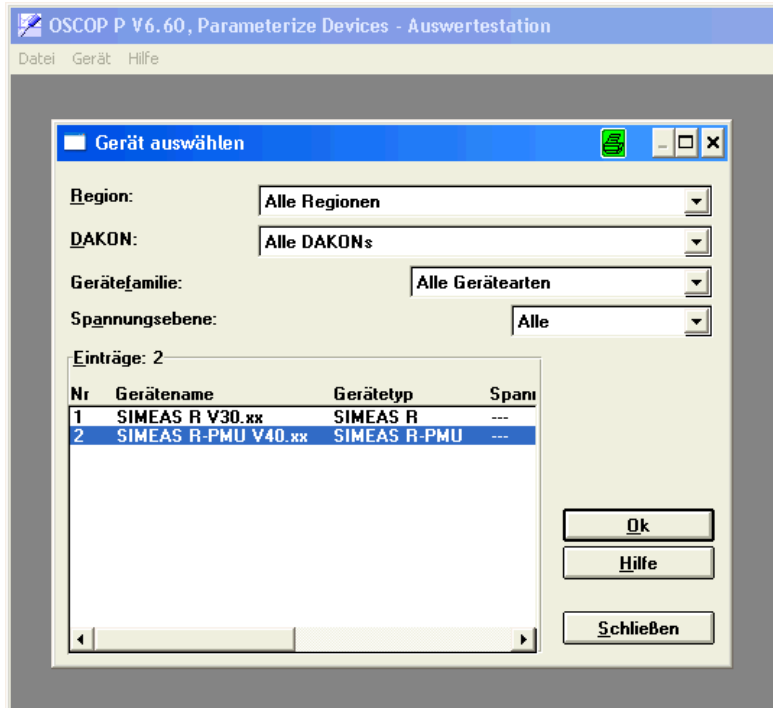 OSCOP P V6.60, Parameterize Devices - Auswertestation
Datei Gerät Hilfe
Gerät auswählen
Region: Alle Regionen
DAKON: Alle DAKONs
Gerätefamilie: Alle Gerätearten
Spannungsebene: Alle
Einträge: 2
Nr Gerätename Gerätetyp Spann
1 SIMEAS R V30.xx SIMEAS R ---
2 SIMEAS R-PMU V40.xx SIMEAS R-PMU ---
Ok
Hilfe
Schließen